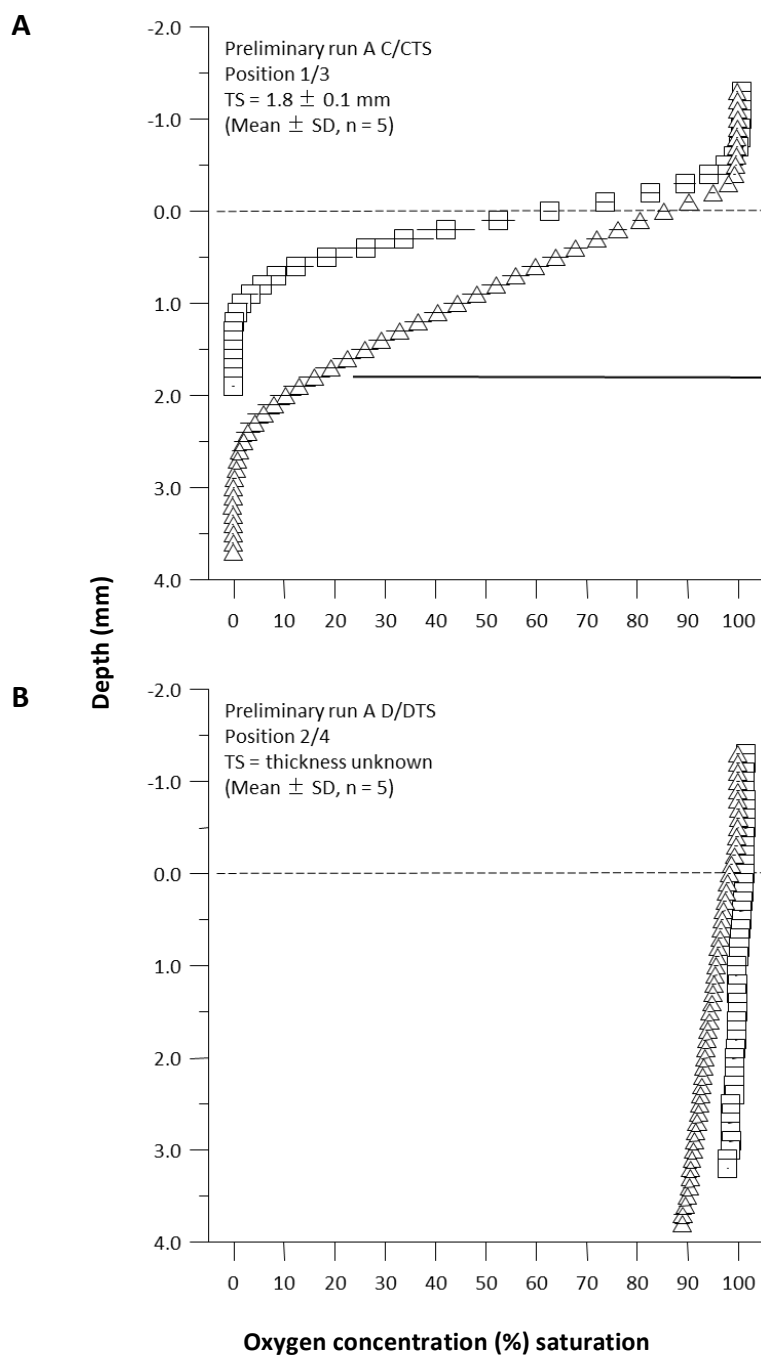 A
-2.0
Preliminary run A C/CTS
Position 1/3
TS = 1.8 ± 0.1 mm
(Mean ± SD, n = 5)
-1.0
0.0
1.0
2.0
3.0
4.0
0 10 20 30 40 50 60 70 80 90 100
Depth (mm)
B
-2.0
Preliminary run A D/DTS
Position 2/4
TS = thickness unknown
(Mean ± SD, n = 5)
-1.0
0.0
1.0
2.0
3.0
4.0
0 10 20 30 40 50 60 70 80 90 100
Oxygen concentration (%) saturation